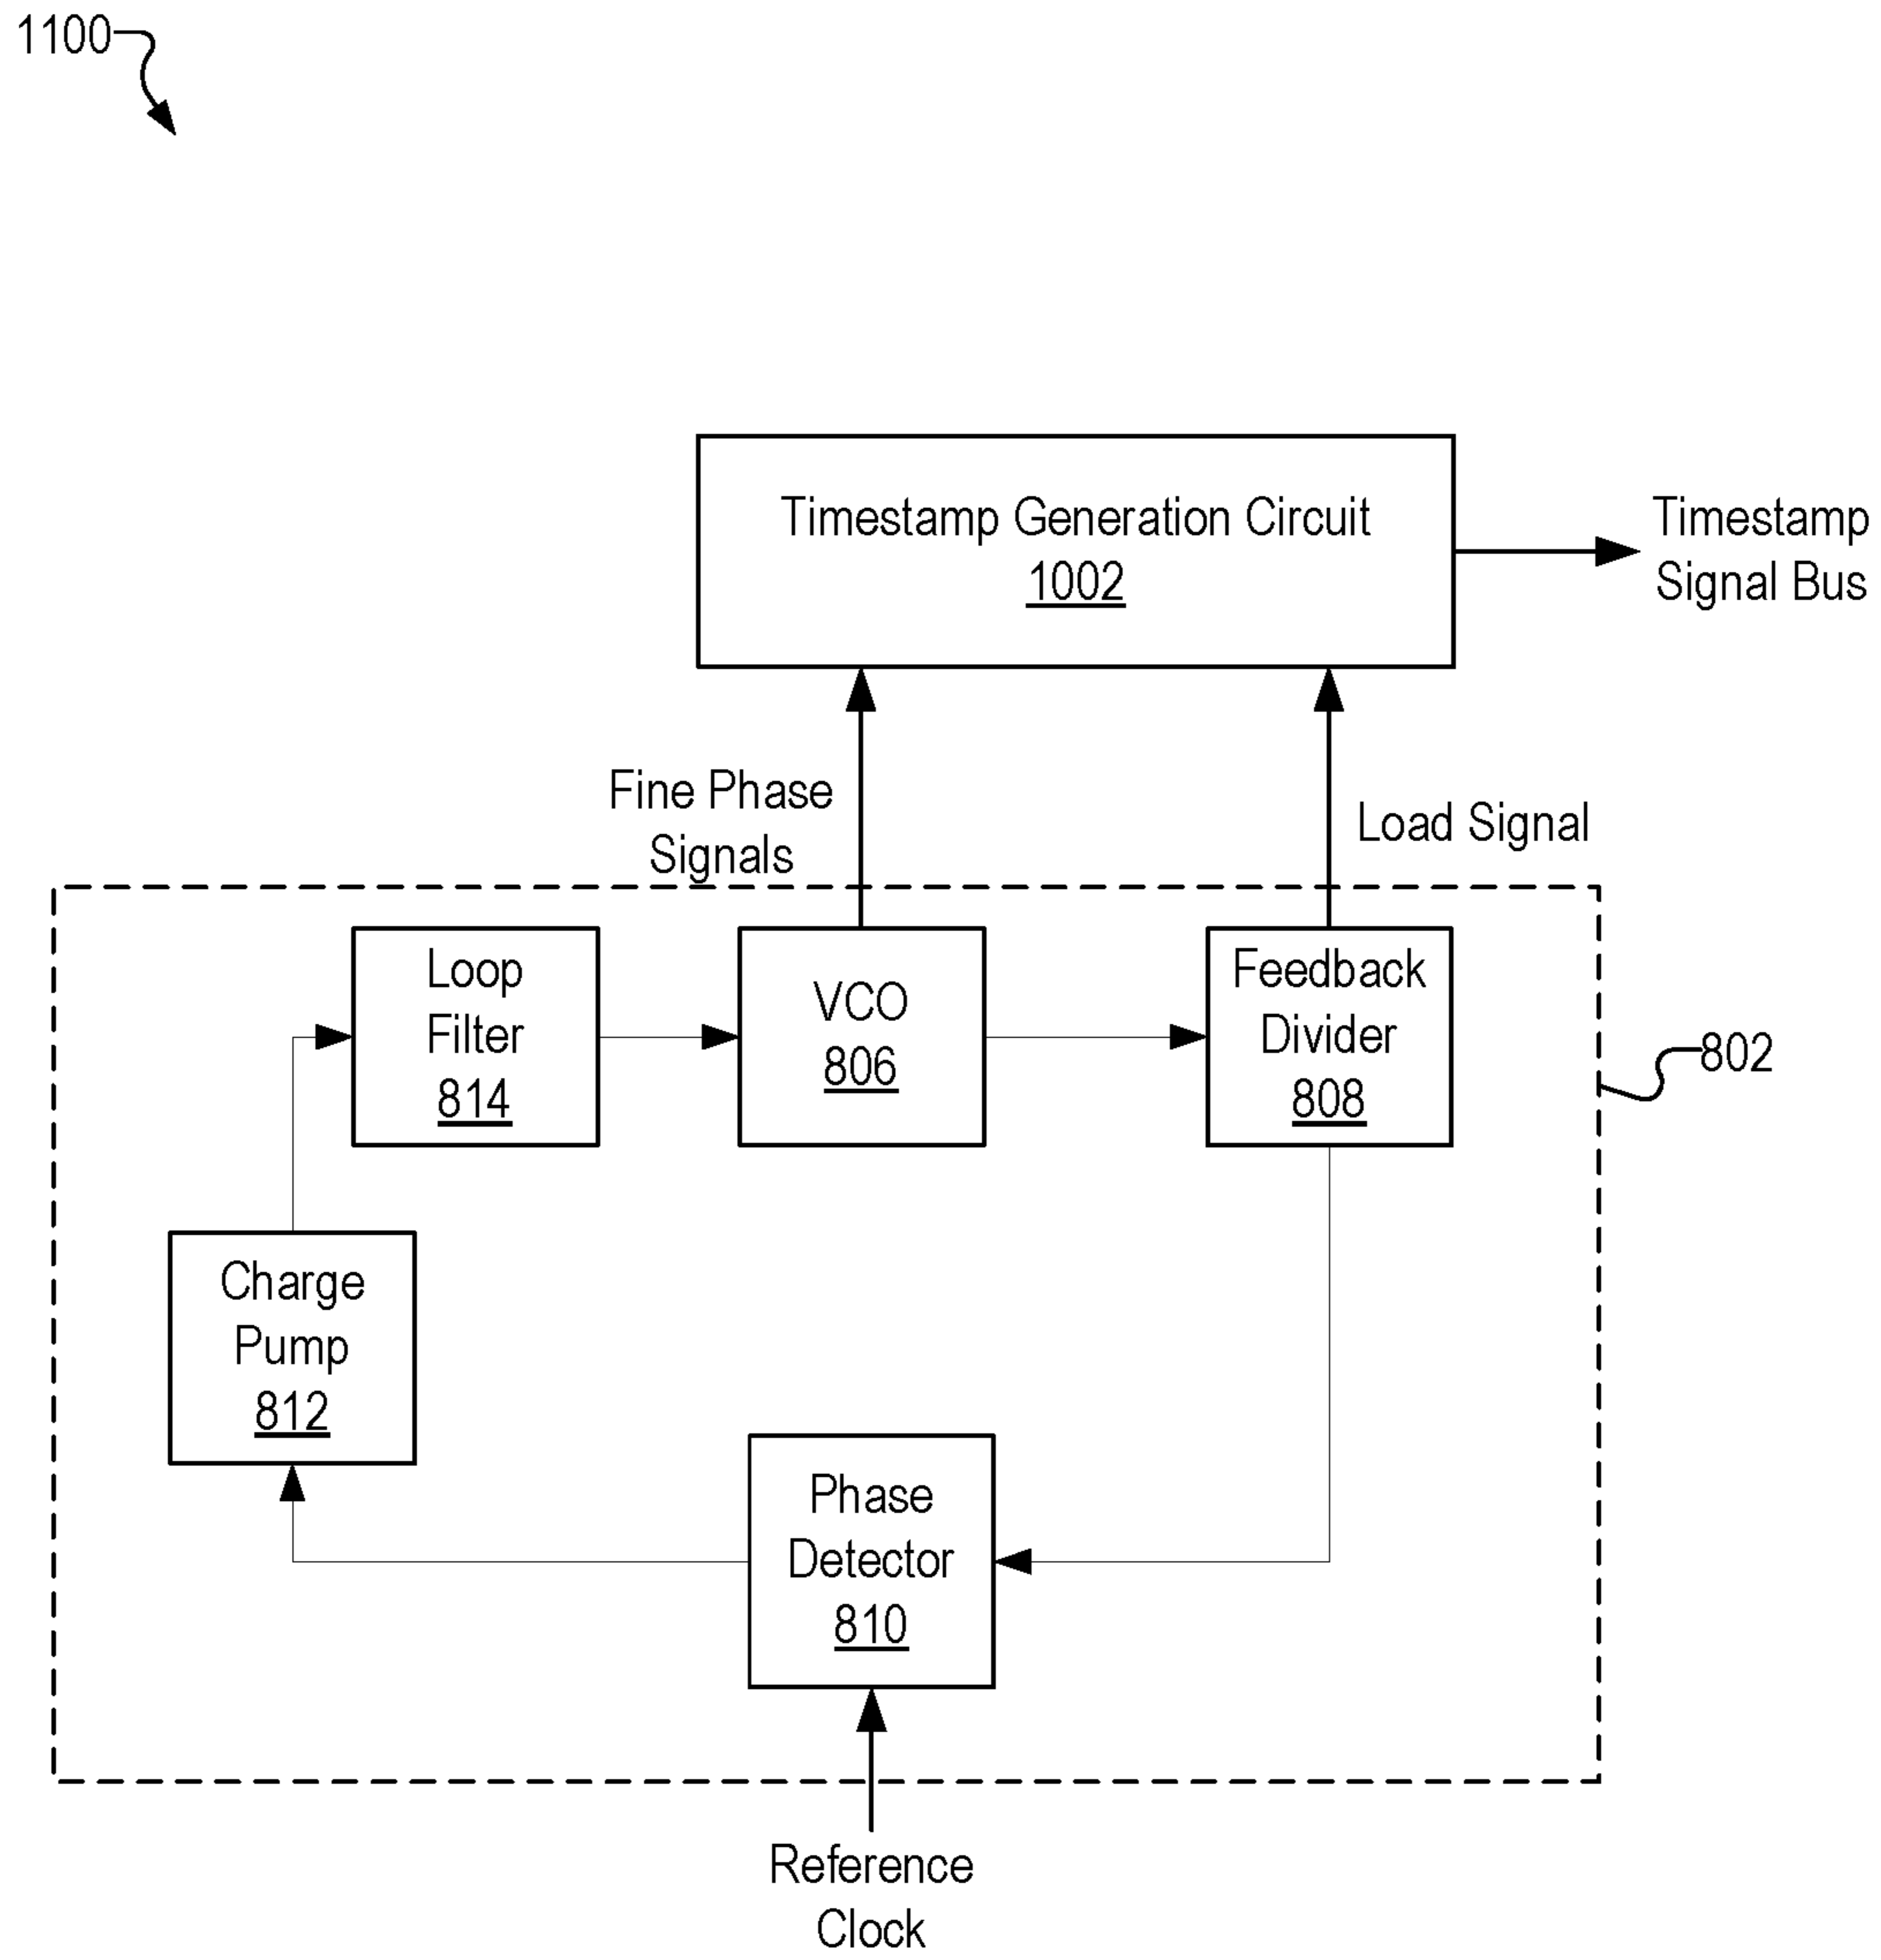 1100
Timestamp Generation Circuit
1002
Timestamp
Signal Bus
Fine Phase
Signals
Load Signal
Loop
Filter
814
VCO
806
Feedback
Divider
808
802
Charge
Pump
812
Phase
Detector
810
Reference
Clock